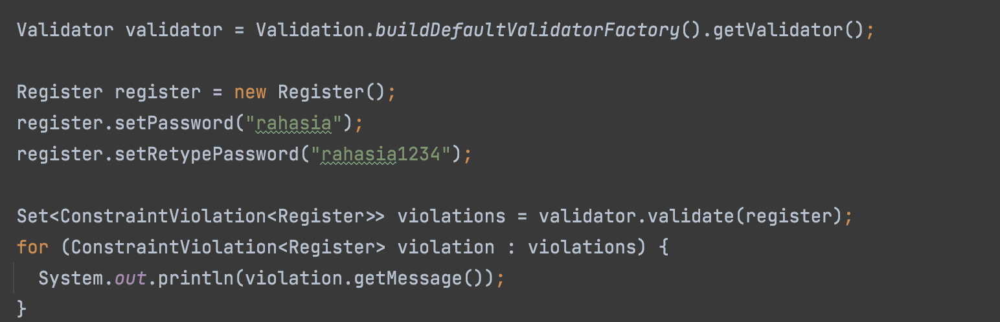 Validator validator = Validation.buildDefaultValidatorFactory().getValidator();
Register register = new Register();
register.setPassword("rahasia");
register.setRetypePassword("rahasia1234");
Set<ConstraintViolation<Register>> violations = validator.validate(register);
for (ConstraintViolation<Register> violation : violations) {
  System.out.println(violation.getMessage());
}